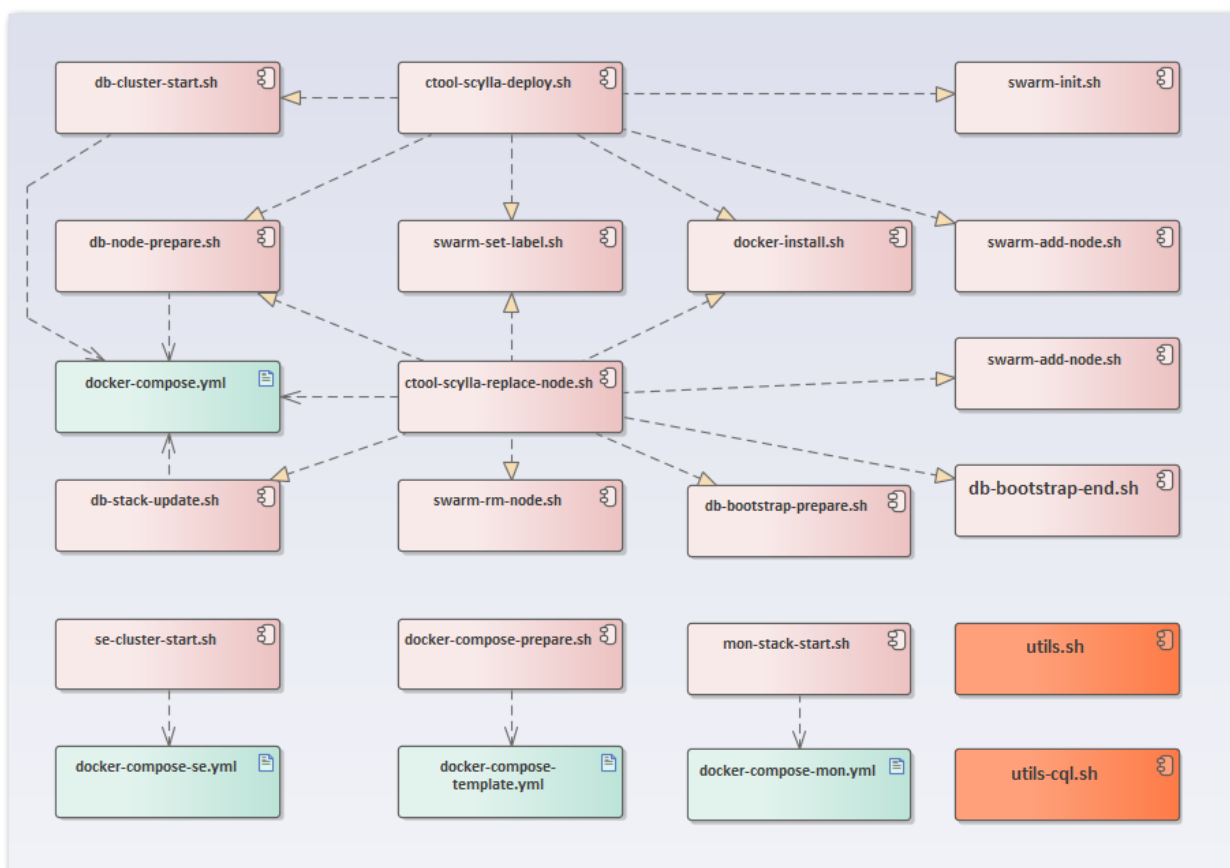 db-cluster-start.sh
ctool-scylla-deploy.sh
swarm-init.sh
db-node-prepare.sh
swarm-set-label.sh
docker-install.sh
swarm-add-node.sh
docker-compose.yml
ctool-scylla-replace-node.sh
swarm-add-node.sh
db-stack-update.sh
swarm-rm-node.sh
db-bootstrap-prepare.sh
db-bootstrap-end.sh
se-cluster-start.sh
docker-compose-prepare.sh
mon-stack-start.sh
utils.sh
docker-compose-se.yml
docker-compose-
template.yml
docker-compose-mon.yml
utils-cql.sh